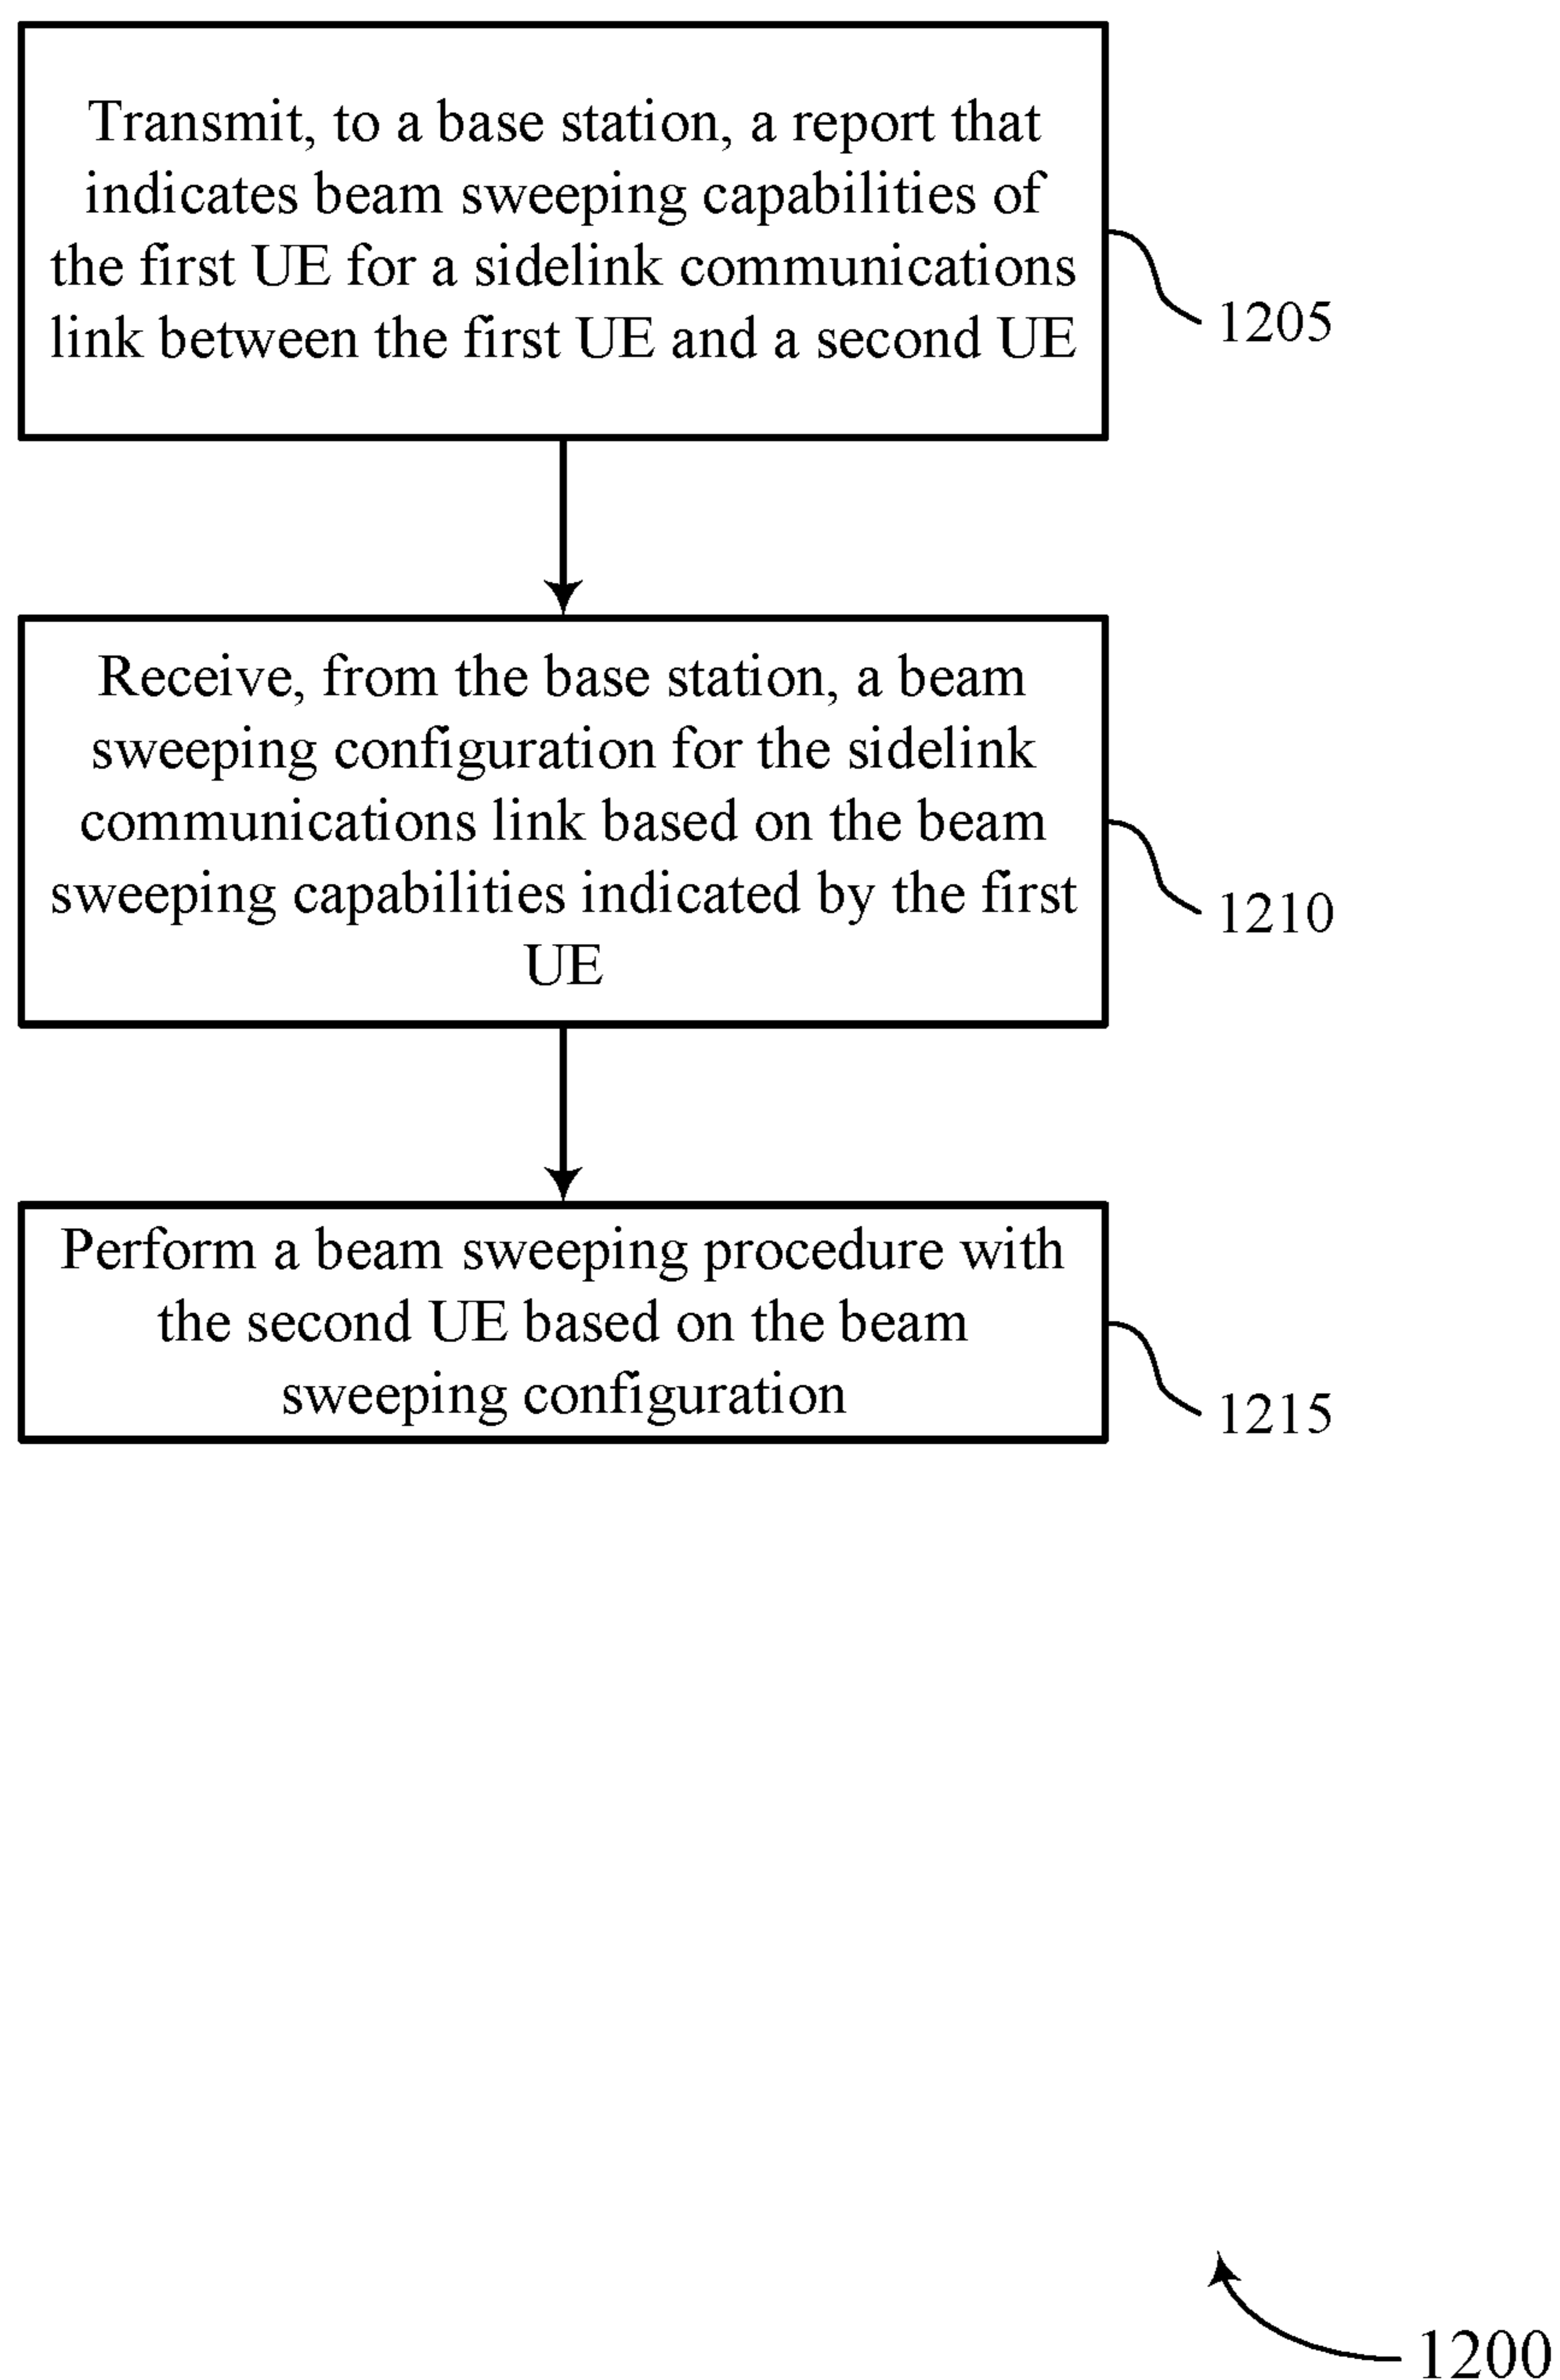 Transmit, to a base station, a report that
indicates beam sweeping capabilities of
the first UE for a sidelink communications
link between the first UE and a second UE
1205
Receive, from the base station, a beam
sweeping configuration for the sidelink
communications link based on the beam
sweeping capabilities indicated by the first
UE
1210
Perform a beam sweeping procedure with
the second UE based on the beam
sweeping configuration
1215
1200